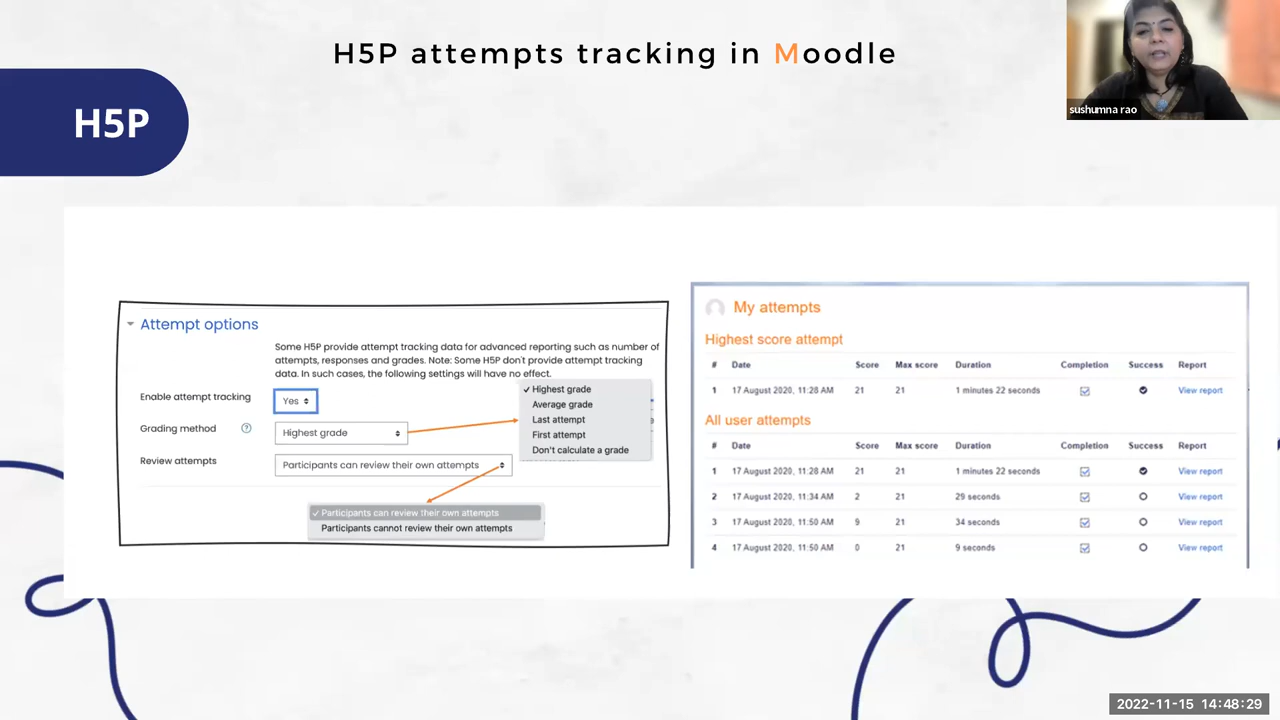 H5P attempts tracking in Moodle
sushumna rao
H5P
Attempt options
Some H5P provide attempt tracking data for advanced reporting such as number of
attempts, responses and grades. Note: Some H5P don't provide attempt tracking
data. In such cases, the following settings will have no effect.
Enable attempt tracking
Yes
Grading method
Highest grade
✓ Highest grade
Average grade
Last attempt
First attempt
Don't calculate a grade
Review attempts
Participants can review their own attempts
✓ Participants can review their own attempts
Participants cannot review their own attempts
My attempts
Highest score attempt
# Date Score Max score Duration Completion Success Report
1 17 August 2020, 11:28 AM 21 21 1 minutes 22 seconds View report
All user attempts
# Date Score Max score Duration Completion Success Report
1 17 August 2020, 11:28 AM 21 21 1 minutes 22 seconds View report
2 17 August 2020, 11:34 AM 2 21 29 seconds View report
3 17 August 2020, 11:50 AM 9 21 34 seconds View report
4 17 August 2020, 11:50 AM 0 21 9 seconds View report
2022-11-15 14:48:29